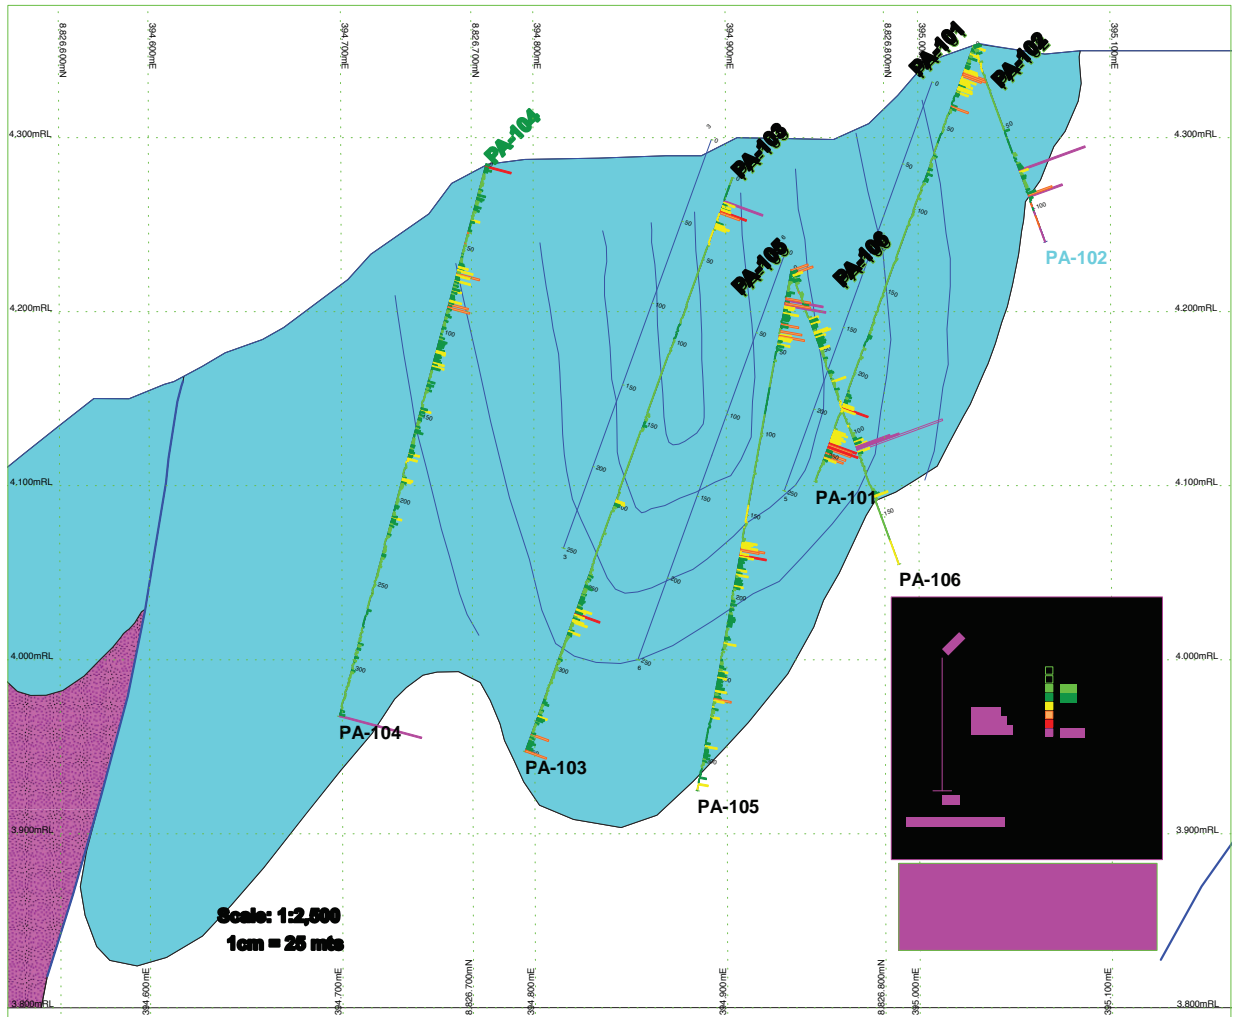 8.826.600mN
394.600mE
394.700mE
8.826.700mN
394.800mE
394.900mE
8.826.800mN
395.000mE
395.100mE
PA-101
PA-102
PA-104
PA-103
4,300mRL
4.300mRL
PA-105
PA-106
PA-102
4,200mRL
4.200mRL
4.100mRL
4.100mRL
PA-101
PA-106
4.000mRL
4.000mRL
PA-104
PA-103
PA-105
3.900mRL
3.900mRL
Scale: 1:2,500
1cm = 25 mts
3.800mRL
3.800mRL
8.826.600mN
394.600mE
394.700mE
8.826.700mN
394.800mE
394.900mE
8.826.800mN
395.000mE
395.100mE